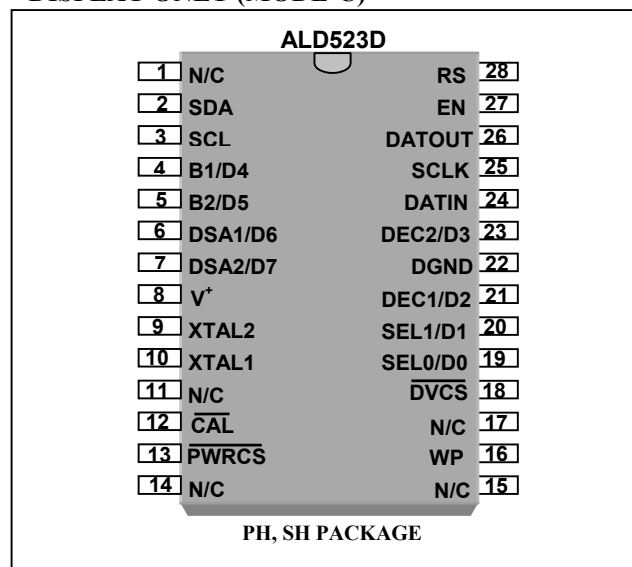 DISPLAY ONLY (MODE C)
ALD523D
1 N/C RS 28
2 SDA EN 27
3 SCL DATOUT 26
4 B1/D4 SCLK 25
5 B2/D5 DATIN 24
6 DSA1/D6 DEC2/D3 23
7 DSA2/D7 DGND 22
8 V+ DEC1/D2 21
9 XTAL2 SEL1/D1 20
10 XTAL1 SEL0/D0 19
11 N/C DVCS 18
12 CAL N/C 17
13 PWRCS WP 16
14 N/C N/C 15
PH, SH PACKAGE